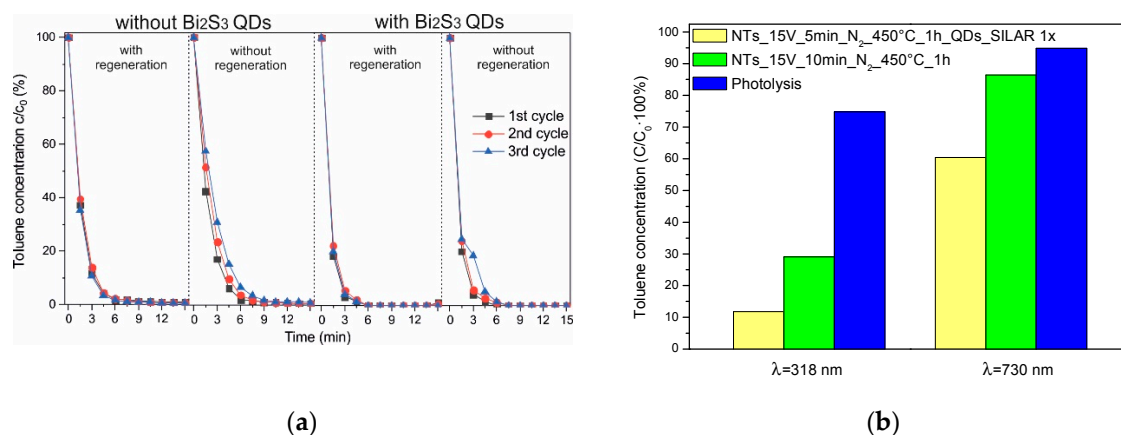 without Bi2S3 QDs
with Bi2S3 QDs
with regeneration
without regeneration
with regeneration
without regeneration
Toluene concentrarion c/c0 (%)
100
80
60
40
20
0
1st cycle
2nd cycle
3rd cycle
0 3 6 9 12 0 3 6 9 12 0 3 6 9 12 0 3 6 9 12 15
Time (min)
(a)
Toluene concentration (C/C0·100%)
100
90
80
70
60
50
40
30
20
10
0
NTs_15V_5min_N2_450°C_1h_QDs_SILAR 1x
NTs_15V_10min_N2_450°C_1h
Photolysis
λ=318 nm
λ=730 nm
(b)